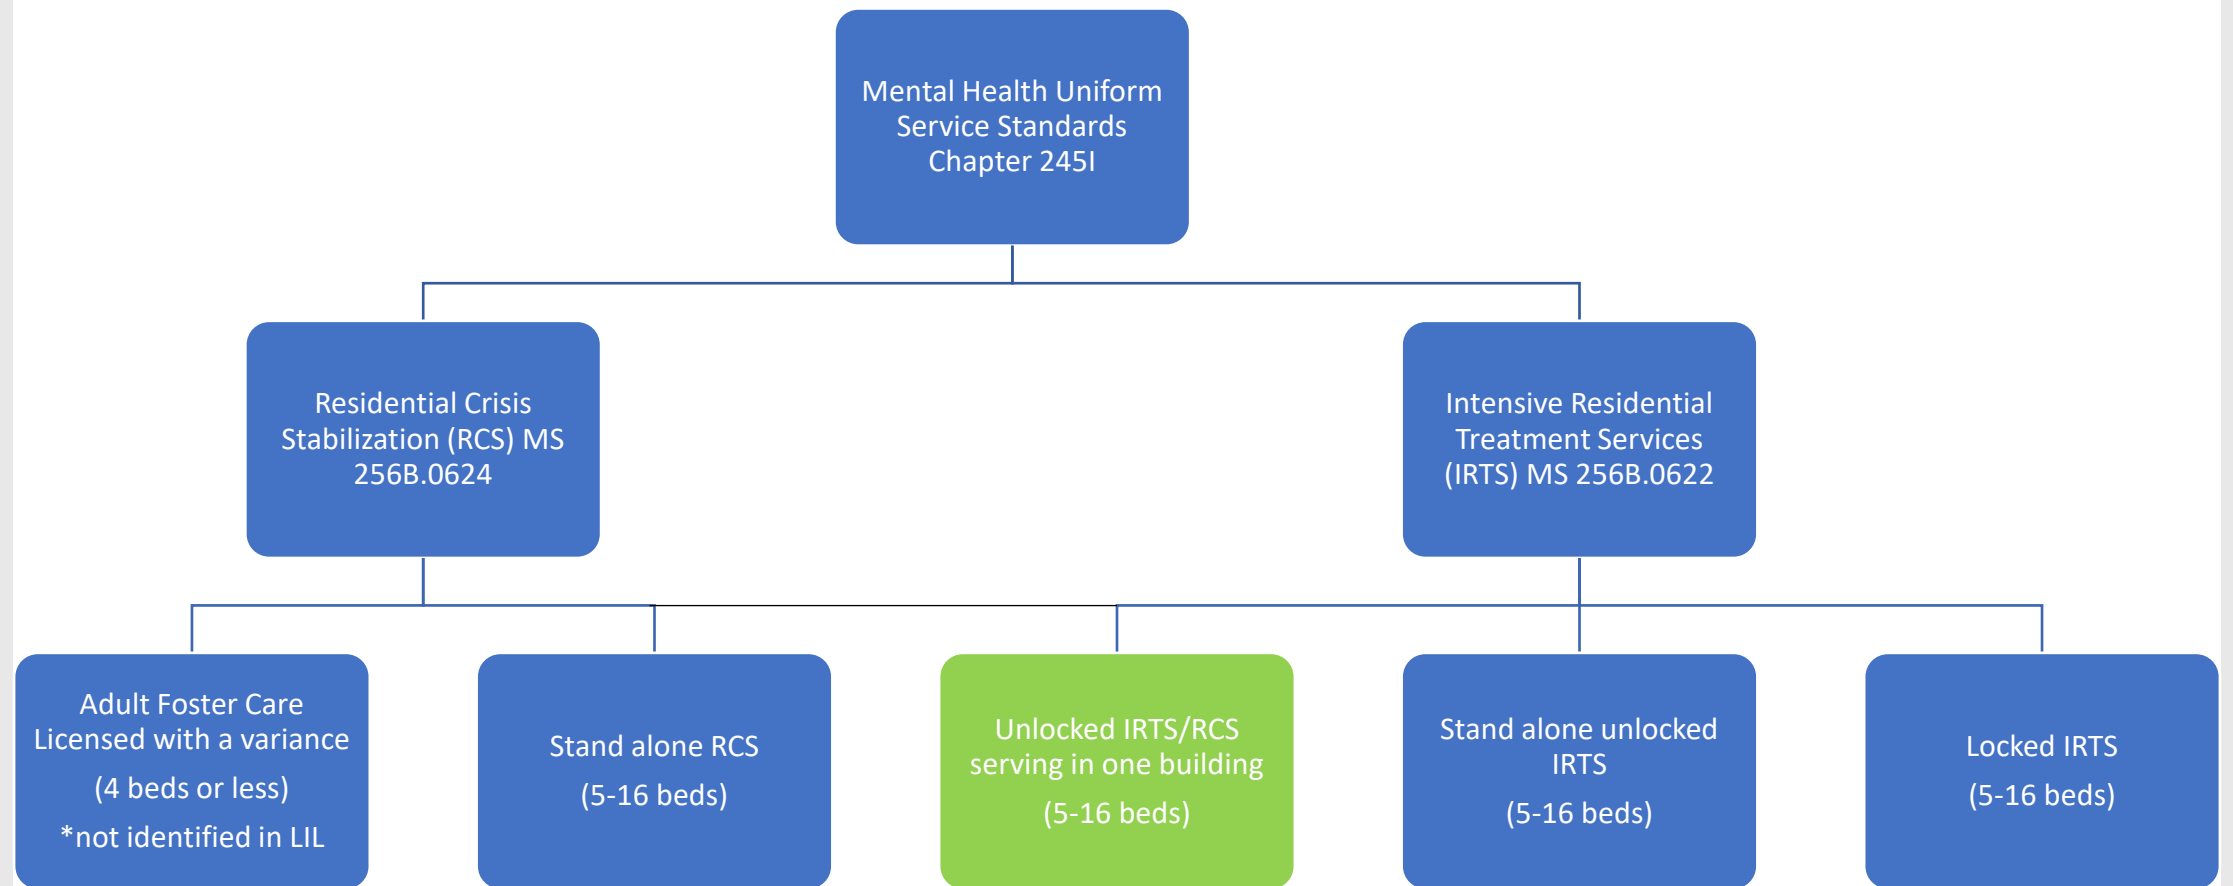 Mental Health Uniform
Service Standards
Chapter 245I
Residential Crisis
Stabilization (RCS) MS
256B.0624
Intensive Residential
Treatment Services
(IRTS) MS 256B.0622
Adult Foster Care
Licensed with a variance
(4 beds or less)
*not identified in LIL
Stand alone RCS
(5-16 beds)
Unlocked IRTS/RCS
serving in one building
(5-16 beds)
Stand alone unlocked
IRTS
(5-16 beds)
Locked IRTS
(5-16 beds)